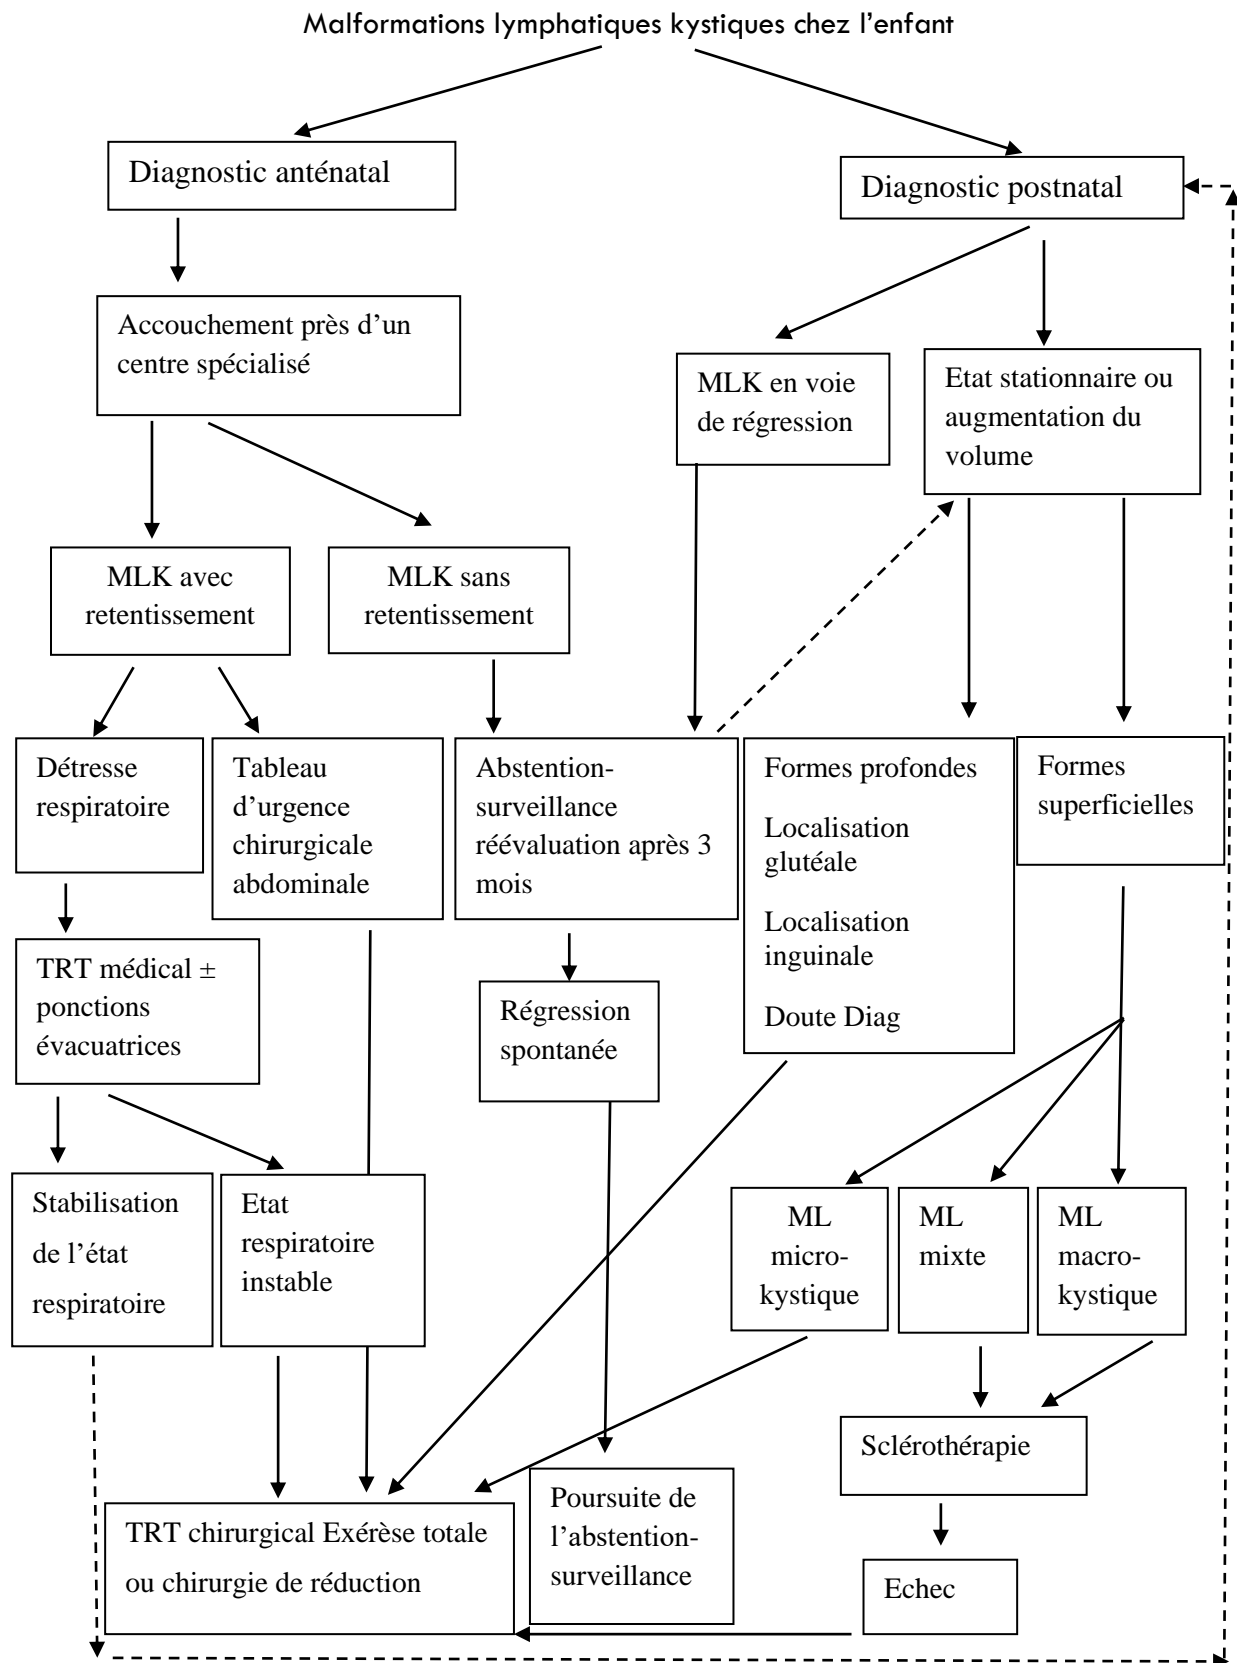 Malformations lymphatiques kystiques chez l'enfant
Diagnostic anténatal
Diagnostic postnatal
Accouchement près d'un
centre spécialisé
MLK en voie
de régression
Etat stationnaire ou
augmentation du
volume
MLK avec
retentissement
MLK sans
retentissement
Détresse
respiratoire
Tableau
d'urgence
chirurgicale
abdominale
Abstention-
surveillance
réévaluation après 3
mois
Formes profondes
Localisation
glutéale
Localisation
inguinale
Doute Diag
Formes
superficielles
TRT médical ±
ponctions
évacuatrices
Régression
spontanée
Stabilisation
de l'état
respiratoire
Etat
respiratoire
instable
ML
micro-
kystique
ML
mixte
ML
macro-
kystique
Sclérothérapie
TRT chirurgical Exérèse totale
ou chirurgie de réduction
Poursuite de
l'abstention-
surveillance
Echec